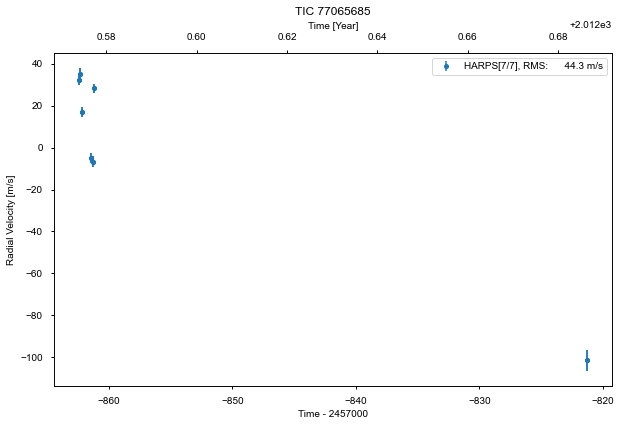 TIC 77065685
Time [Year]
+2.012e3
0.58 0.60 0.62 0.64 0.66 0.68
HARPS[7/7], RMS: 44.3 m/s
40
20
0
−20
−40
−60
−80
−100
Radial Velocity [m/s]
−860 −850 −840 −830 −820
Time - 2457000